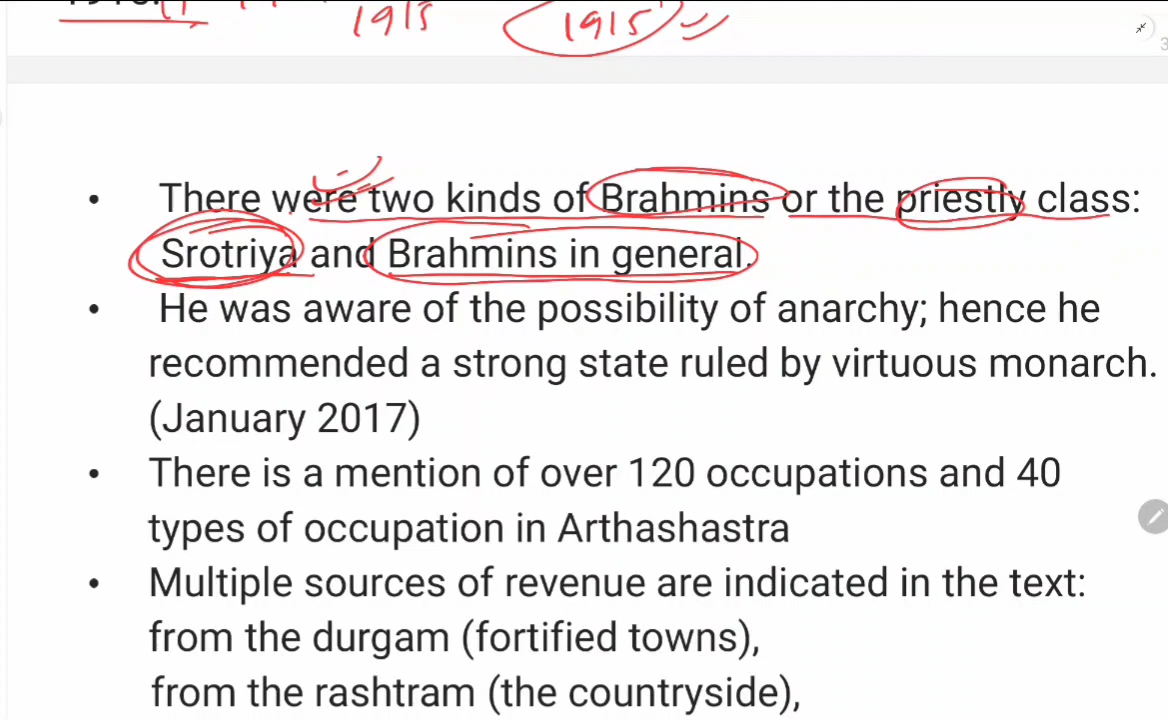 1915
1915
3
• There were two kinds of Brahmins or the priestly class:
Srotriya and Brahmins in general.
• He was aware of the possibility of anarchy; hence he
recommended a strong state ruled by virtuous monarch.
(January 2017)
• There is a mention of over 120 occupations and 40
types of occupation in Arthashastra
• Multiple sources of revenue are indicated in the text:
from the durgam (fortified towns),
from the rashtram (the countryside),